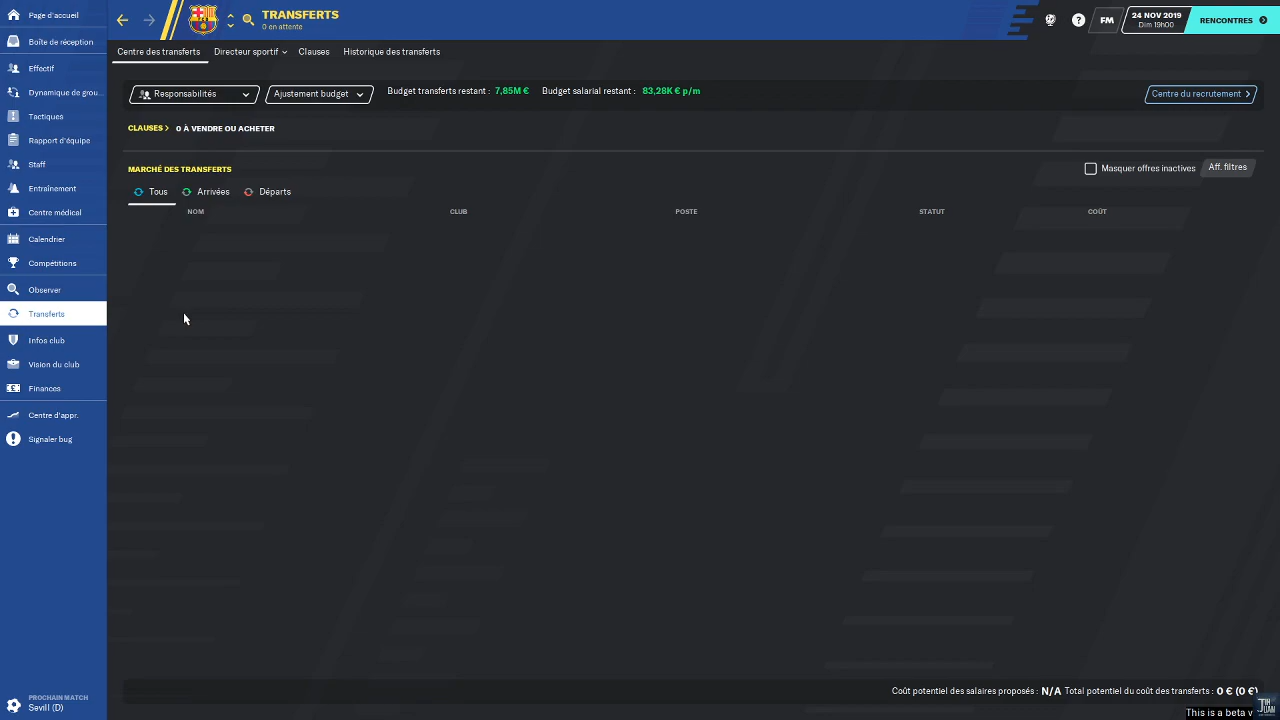 Page d'accueil
TRANSFERTS
0 en attente
FM
24 NOV 2019
Dim 19h00
RENCONTRES
Boîte de réception
Effectif
Dynamique de grou...
Tactiques
Rapport d'équipe
Staff
Entraînement
Centre médical
Calendrier
Compétitions
Observer
Transferts
Infos club
Vision du club
Finances
Centre d'appr.
Signaler bug
PROCHAIN MATCH
Sevill (D)
Centre des transferts
Directeur sportif
Clauses
Historique des transferts
Responsabilités
Ajustement budget
Budget transferts restant : 7,85M €
Budget salarial restant : 83,28K € p/m
Centre du recrutement
CLAUSES > 0 À VENDRE OU ACHETER
MARCHÉ DES TRANSFERTS
Masquer offres inactives
Aff. filtres
Tous
Arrivées
Départs
NOM
CLUB
POSTE
STATUT
COÛT
Coût potentiel des salaires proposés : N/A Total potentiel du coût des transferts : 0 € (0 €)
This is a beta v